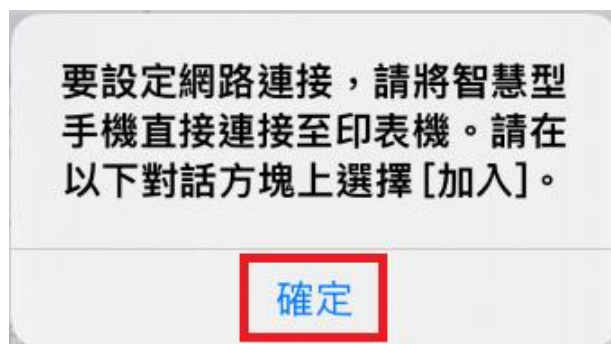 要設定網路連接，請將智慧型
手機直接連接至印表機。請在
以下對話方塊上選擇[加入]。
確定